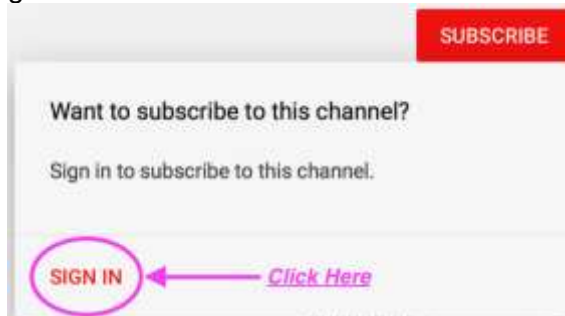 SUBSCRIBE
Want to subscribe to this channel?
Sign in to subscribe to this channel.
SIGN IN Click Here